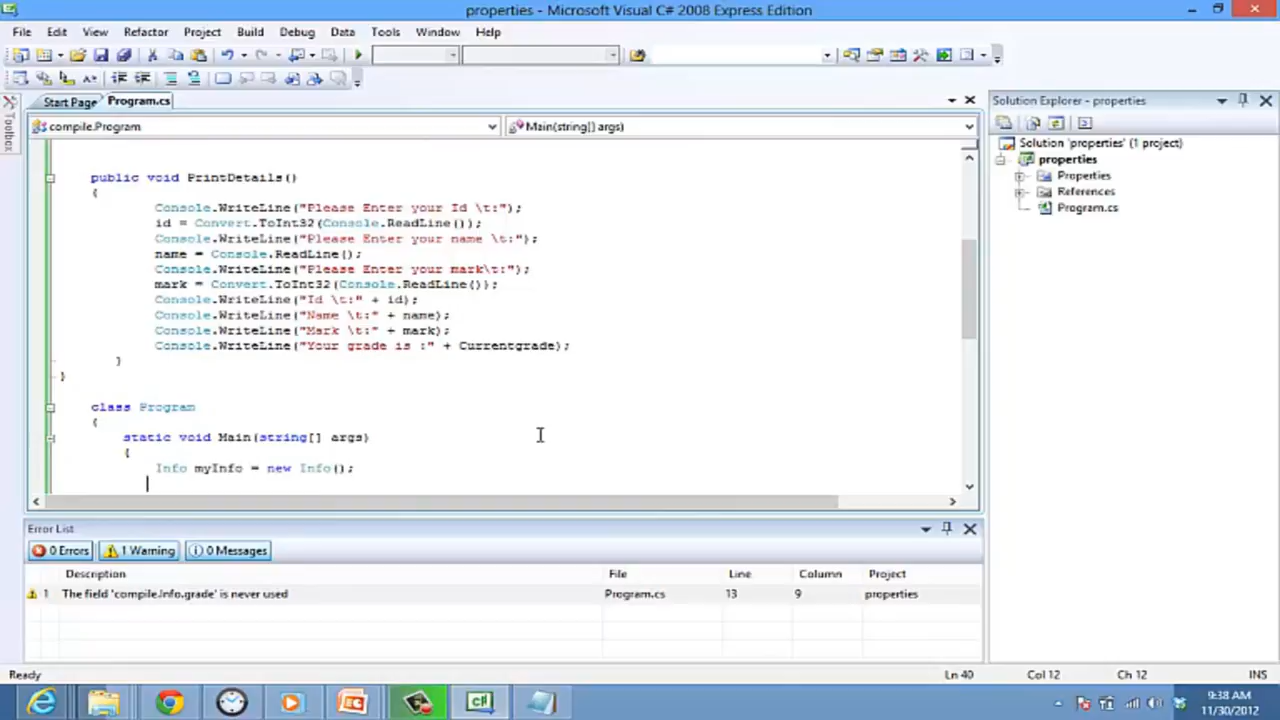 properties - Microsoft Visual C# 2008 Express Edition
File Edit View Refactor Project Build Debug Data Tools Window Help
Start Page Program.cs
Solution Explorer - properties
Toolbox
compile.Program Main(string[] args)
Solution 'properties' (1 project)
properties
Properties
References
Program.cs
public void PrintDetails()
{
Console.WriteLine("Please Enter your Id \t:");
id = Convert.ToInt32(Console.ReadLine());
Console.WriteLine("Please Enter your name \t:");
name = Console.ReadLine();
Console.WriteLine("Please Enter your mark\t:");
mark = Convert.ToInt32(Console.ReadLine());
Console.WriteLine("Id \t:" + id);
Console.WriteLine("Name \t:" + name);
Console.WriteLine("Mark \t:" + mark);
Console.WriteLine("Your grade is :" + Currentgrade);
}
}
class Program
{
static void Main(string[] args)
{
Info myInfo = new Info();
Error List
0 Errors 1 Warning 0 Messages
Description File Line Column Project
1 The field 'compile.Info.grade' is never used Program.cs 13 9 properties
Ready Ln 40 Col 12 Ch 12 INS
9:38 AM
11/30/2012